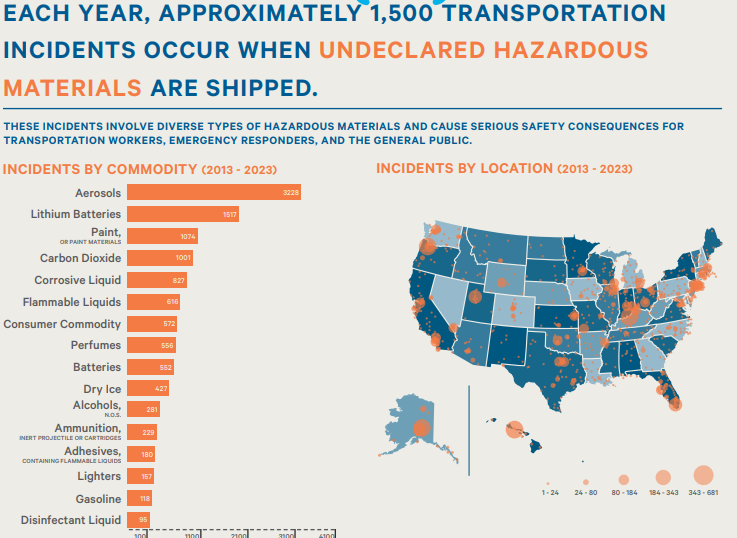 EACH YEAR, APPROXIMATELY 1,500 TRANSPORTATION
INCIDENTS OCCUR WHEN UNDECLARED HAZARDOUS
MATERIALS ARE SHIPPED.
THESE INCIDENTS INVOLVE DIVERSE TYPES OF HAZARDOUS MATERIALS AND CAUSE SERIOUS SAFETY CONSEQUENCES FOR
TRANSPORTATION WORKERS, EMERGENCY RESPONDERS, AND THE GENERAL PUBLIC.
INCIDENTS BY COMMODITY (2013 - 2023)
Aerosols 3228
Lithium Batteries 1517
Paint, 1074
OR PAINT MATERIALS
Carbon Dioxide 1001
Corrosive Liquid 827
Flammable Liquids 616
Consumer Commodity 572
Perfumes 556
Batteries 552
Dry Ice 427
Alcohols, 281
N.O.S.
Ammunition, 229
INERT PROJECTILE OR CARTRIDGES
Adhesives, 180
CONTAINING FLAMMABLE LIQUIDS
Lighters 157
Gasoline 118
Disinfectant Liquid 95
100 1100 2100 3100 4100
INCIDENTS BY LOCATION (2013 - 2023)
1 - 24 24 - 80 80 - 184 184 - 343 343 - 681